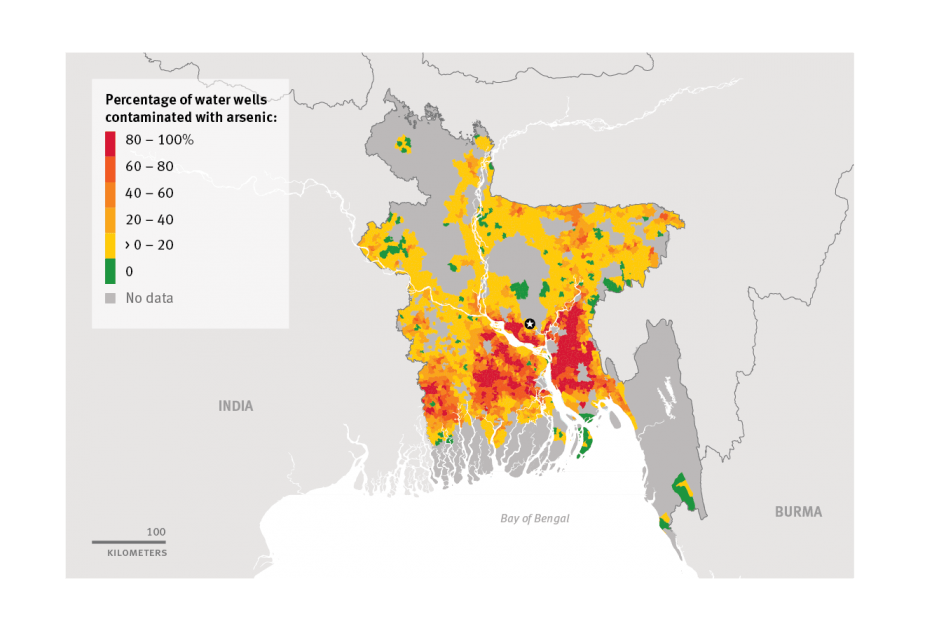 Percentage of water wells
contaminated with arsenic:
80 – 100%
60 – 80
40 – 60
20 – 40
> 0 – 20
0
No data
INDIA
BURMA
Bay of Bengal
100
KILOMETERS